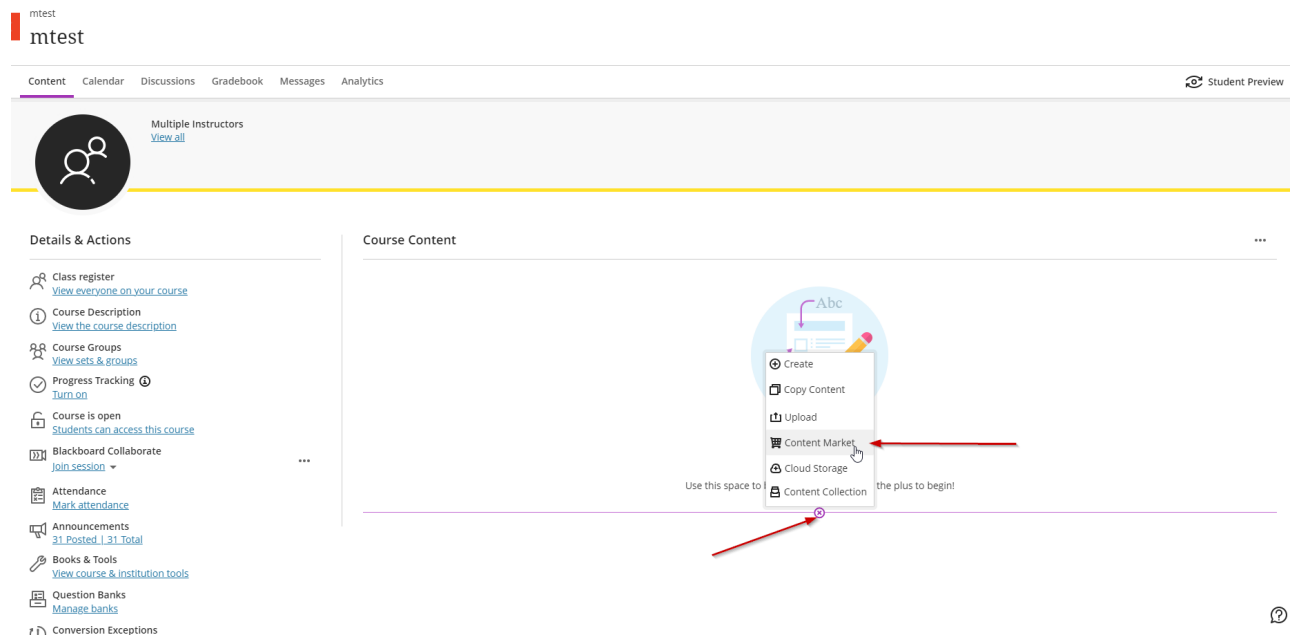 mtest
mtest
Content Calendar Discussions Gradebook Messages Analytics
Student Preview
Multiple Instructors
View all
Details & Actions
Class register
View everyone on your course
Course Description
View the course description
Course Groups
View sets & groups
Progress Tracking
Turn on
Course is open
Students can access this course
Blackboard Collaborate
Join session
Attendance
Mark attendance
Announcements
31 Posted | 31 Total
Books & Tools
View course & institution tools
Question Banks
Manage banks
Conversion Exceptions
Course Content
Abc
Create
Copy Content
Upload
Content Market
Cloud Storage
Content Collection
Use this space to the plus to begin!